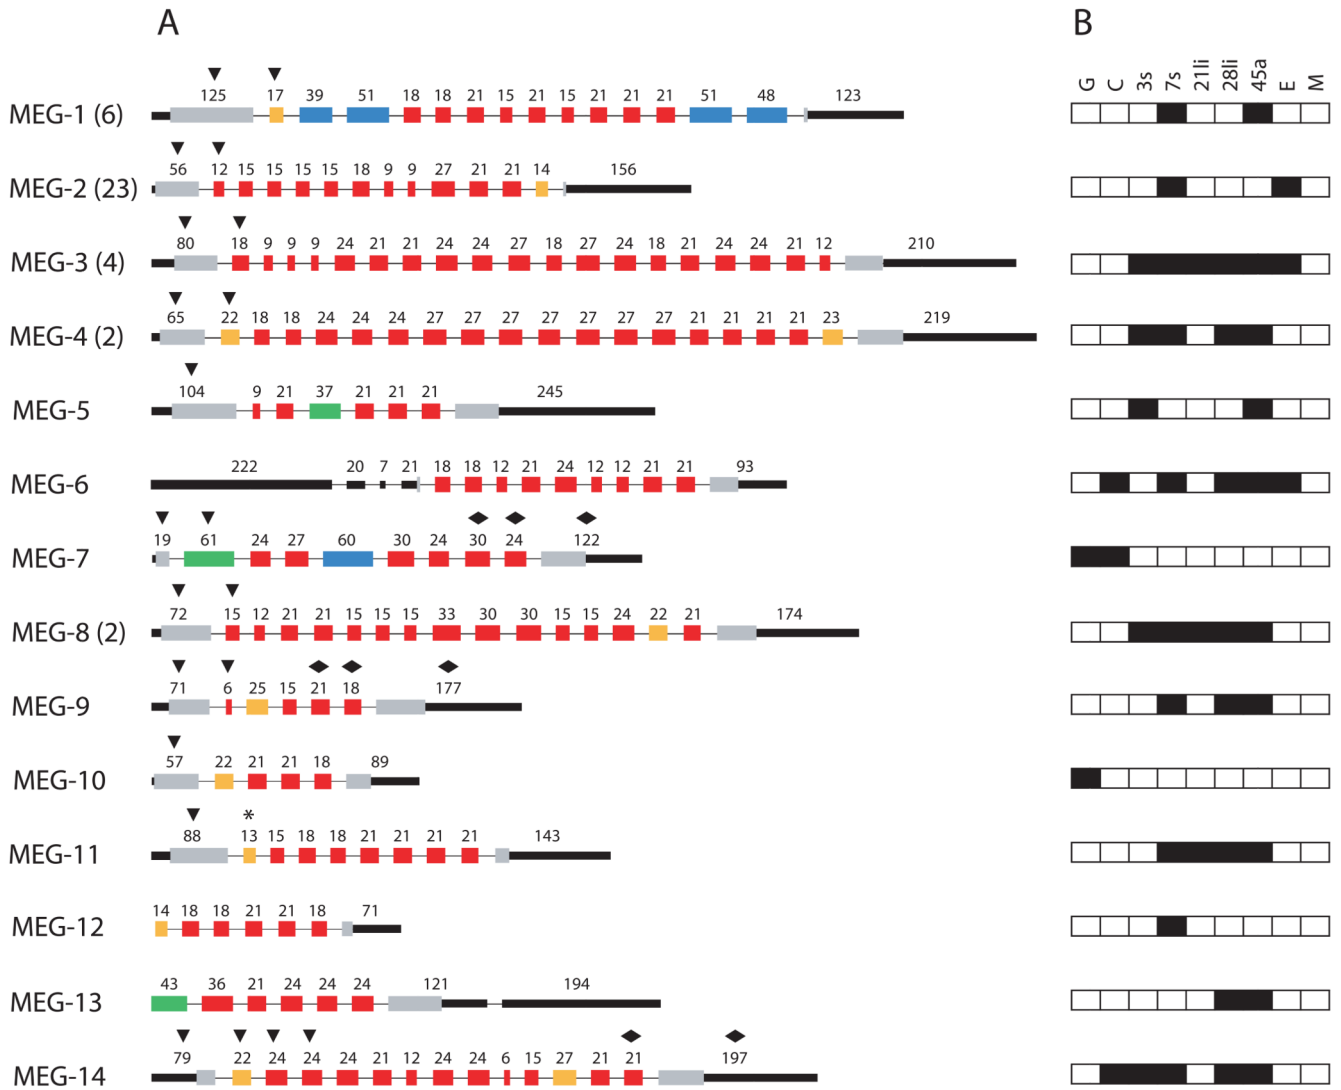 A
B
G C 3s 7s 21li 28li 45a E M
125 17 39 51 18 18 21 15 21 15 21 21 21 51 48 123
MEG-1 (6)
56 12 15 15 15 15 18 9 9 27 21 21 14 156
MEG-2 (23)
80 18 9 9 9 24 21 21 24 24 27 18 27 24 18 21 24 24 21 12 210
MEG-3 (4)
65 22 18 18 24 24 24 27 27 27 27 27 27 27 21 21 21 21 23 219
MEG-4 (2)
104 9 21 37 21 21 21 245
MEG-5
222 20 7 21 18 18 12 21 24 12 12 21 21 93
MEG-6
19 61 24 27 60 30 24 30 24 122
MEG-7
72 15 12 21 21 15 15 15 33 30 30 15 15 24 22 21 174
MEG-8 (2)
71 6 25 15 21 18 177
MEG-9
57 22 21 21 18 89
MEG-10
*
88 13 15 18 18 21 21 21 21 143
MEG-11
14 18 18 21 21 18 71
MEG-12
43 36 21 24 24 24 121 194
MEG-13
79 22 24 24 24 21 12 24 24 6 15 27 21 21 197
MEG-14